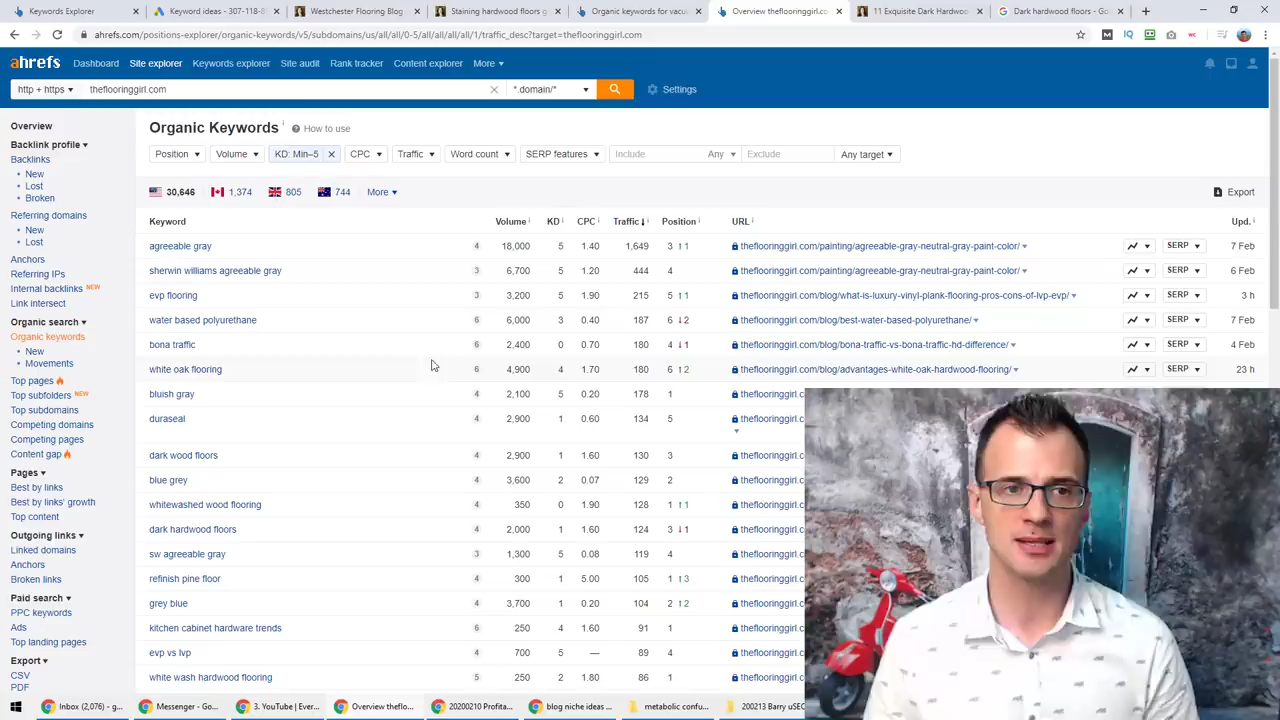 Keywords Explorer
Keyword ideas - 307-118-8
Westchester Flooring Blog
Staining hardwood floors g
Organic keywords for vacu
Overview theflooringgirl.co
11 Exquisite Dark Hardwoo
Dark hardwood floors - Go
ahrefs.com/positions-explorer/organic-keywords/v5/subdomains/us/all/all/0-5/all/all/all/all/1/traffic_desc?target=theflooringgirl.com
ahrefs Dashboard Site explorer Keywords explorer Site audit Rank tracker Content explorer More
http + https theflooringgirl.com *.domain/* Settings
Overview
Backlink profile
Backlinks
New
Lost
Broken
Referring domains
New
Lost
Anchors
Referring IPs
Internal backlinks NEW
Link intersect
Organic search
Organic keywords
New
Movements
Top pages
Top subfolders NEW
Top subdomains
Competing domains
Competing pages
Content gap
Pages
Best by links
Best by links' growth
Top content
Outgoing links
Linked domains
Anchors
Broken links
Paid search
PPC keywords
Ads
Top landing pages
Export
CSV
PDF
Organic Keywords i How to use
Position Volume KD: Min–5 CPC Traffic Word count SERP features Include Any Exclude Any target
30,646 1,374 805 744 More Export
Keyword Volume KD CPC Traffic Position URL Upd.
agreeable gray 4 18,000 5 1.40 1,649 3 ↑1 theflooringgirl.com/painting/agreeable-gray-neutral-gray-paint-color/ SERP 7 Feb
sherwin williams agreeable gray 3 6,700 5 1.20 444 4 theflooringgirl.com/painting/agreeable-gray-neutral-gray-paint-color/ SERP 6 Feb
evp flooring 3 3,200 5 1.90 215 5 ↑1 theflooringgirl.com/blog/what-is-luxury-vinyl-plank-flooring-pros-cons-of-lvp-evp/ SERP 3 h
water based polyurethane 6 6,000 3 0.40 187 6 ↓2 theflooringgirl.com/blog/best-water-based-polyurethane/ SERP 7 Feb
bona traffic 6 2,400 0 0.70 180 4 ↓1 theflooringgirl.com/blog/bona-traffic-vs-bona-traffic-hd-difference/ SERP 4 Feb
white oak flooring 6 4,900 4 1.70 180 6 ↑2 theflooringgirl.com/blog/advantages-white-oak-hardwood-flooring/ SERP 23 h
bluish gray 4 2,100 5 0.20 178 1 theflooringgirl.c
duraseal 4 2,900 1 0.60 134 5 theflooringgirl.c
dark wood floors 4 2,900 1 1.60 130 3 theflooringgirl.c
blue grey 4 3,600 2 0.07 129 2 theflooringgirl.c
whitewashed wood flooring 4 350 0 1.90 128 1 ↑1 theflooringgirl.c
dark hardwood floors 4 2,000 1 1.60 124 3 ↓1 theflooringgirl.c
sw agreeable gray 3 1,300 5 0.08 119 4 theflooringgirl.c
refinish pine floor 4 300 1 5.00 105 1 ↑3 theflooringgirl.c
grey blue 4 3,700 1 0.20 104 2 ↑2 theflooringgirl.c
kitchen cabinet hardware trends 6 250 4 1.60 91 1 theflooringgirl.c
evp vs lvp 4 700 5 — 89 4 theflooringgirl.c
white wash hardwood flooring 5 250 2 1.80 86 1 theflooringgirl.c
Inbox (2,076) - g...
Messenger - Go...
3. YouTube | Ever...
Overview theflo...
20200210 Profita...
blog niche ideas ...
metabolic confu...
200213 Barry uSEC